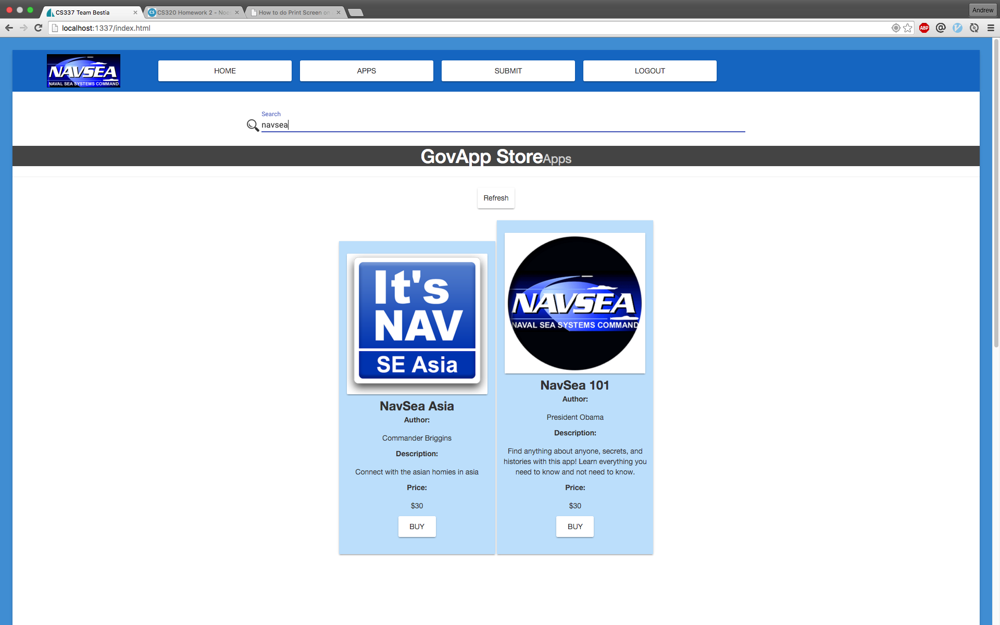 CS337 Team Bestia
CS320 Homework 2 - Noe
How to do Print Screen on
Andrew
localhost:1337/index.html
ABP
NAVSEA
NAVAL SEA SYSTEMS COMMAND
HOME
APPS
SUBMIT
LOGOUT
Search
navsea
GovApp StoreApps
Refresh
It's
NAV
SE Asia
NavSea Asia
Author:
Commander Briggins
Description:
Connect with the asian homies in asia
Price:
$30
BUY
NAVSEA
NAVAL SEA SYSTEMS COMMAND
NavSea 101
Author:
President Obama
Description:
Find anything about anyone, secrets, and
histories with this app! Learn everything you
need to know and not need to know.
Price:
$30
BUY